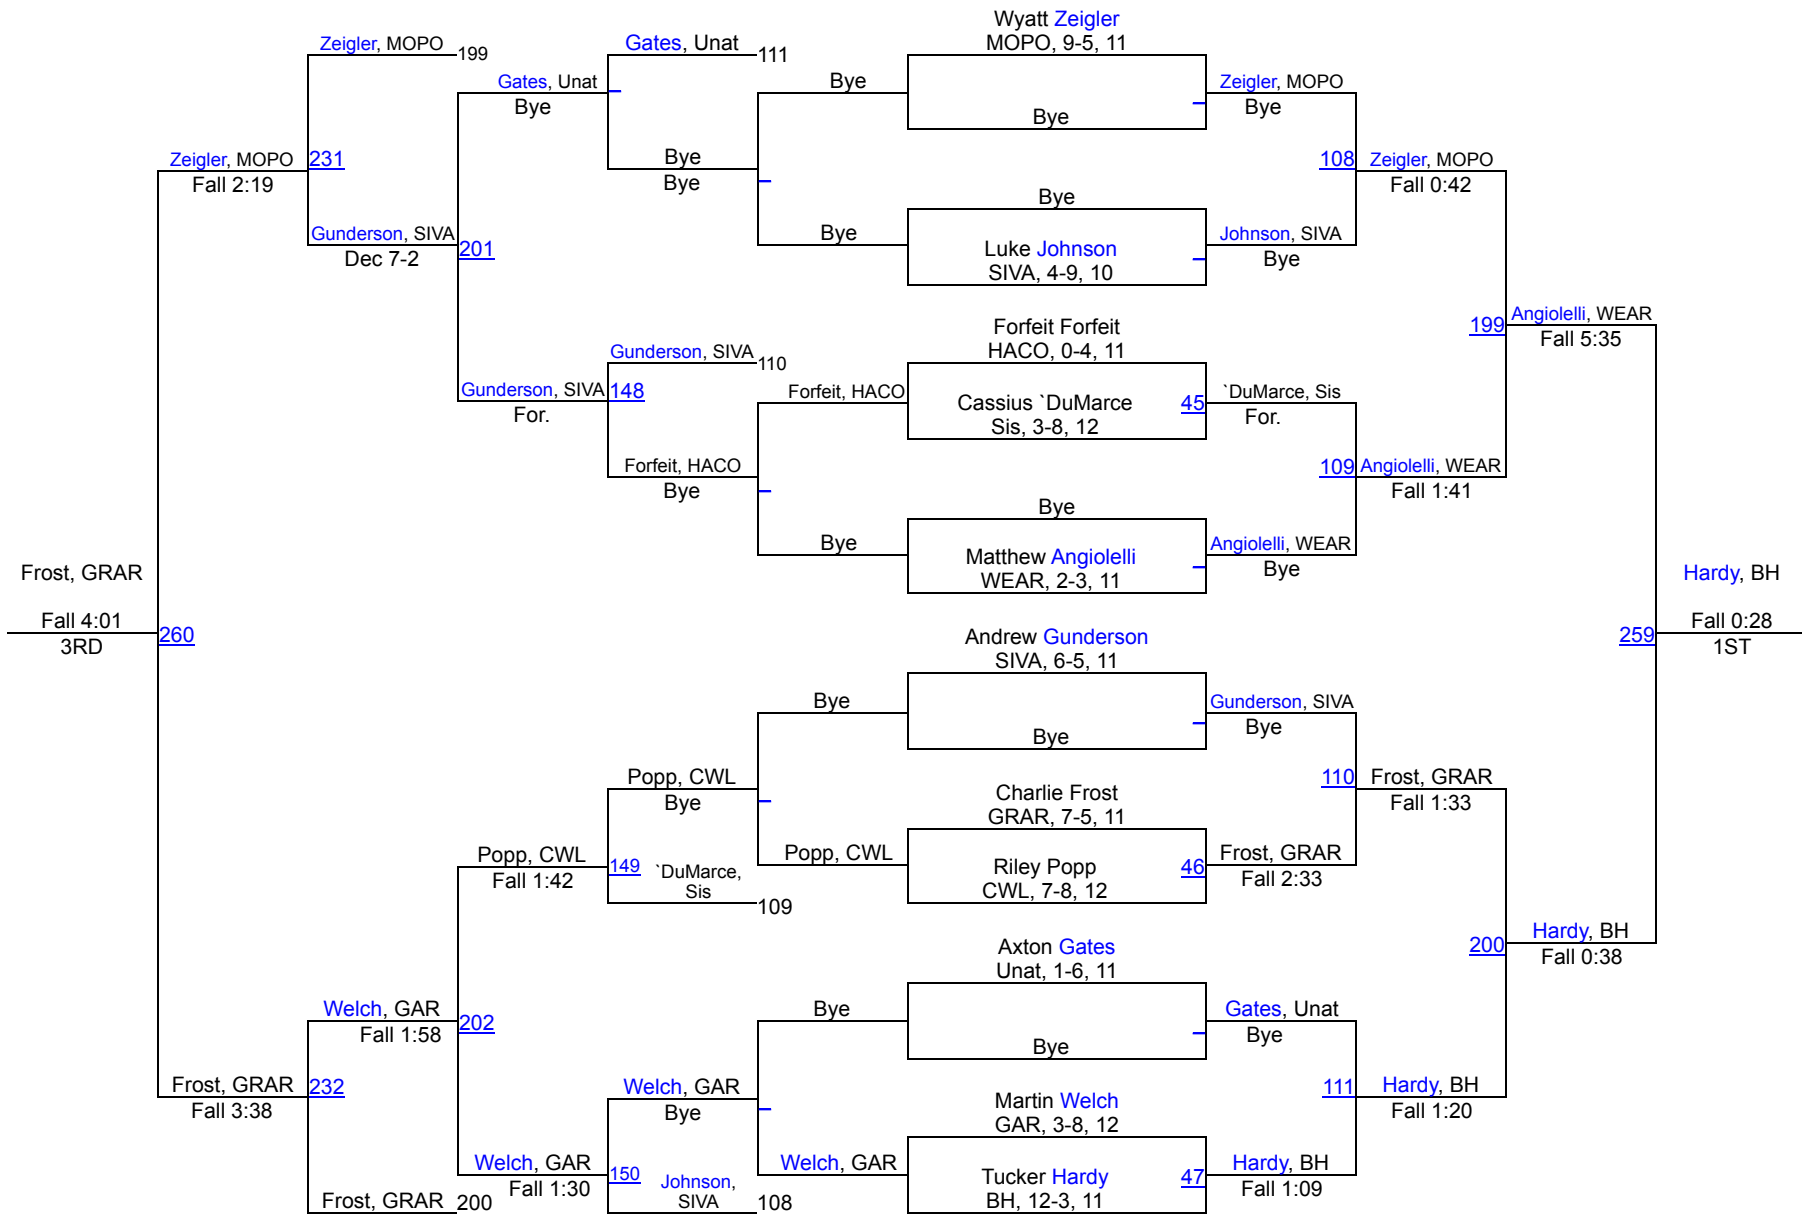 Wyatt Zeigler
MOPO, 9-5, 11
Zeigler, MOPO
199
Gates, Unat
111
Gates, Unat
Bye
Bye
Bye
Zeigler, MOPO
Bye
Zeigler, MOPO
Fall 2:19
231
Bye
Bye
108
Zeigler, MOPO
Fall 0:42
Bye
Gunderson, SIVA
Dec 7-2
201
Bye
Luke Johnson
SIVA, 4-9, 10
Johnson, SIVA
Bye
Forfeit Forfeit
HACO, 0-4, 11
199
Angiolelli, WEAR
Fall 5:35
Gunderson, SIVA
110
Gunderson, SIVA
For.
148
Forfeit, HACO
Cassius `DuMarce
Sis, 3-8, 12
45
`DuMarce, Sis
For.
Forfeit, HACO
Bye
109
Angiolelli, WEAR
Fall 1:41
Bye
Bye
Matthew Angiolelli
WEAR, 2-3, 11
Angiolelli, WEAR
Bye
Frost, GRAR
Fall 4:01
3RD
260
Hardy, BH
Fall 0:28
1ST
259
Andrew Gunderson
SIVA, 6-5, 11
Bye
Bye
Gunderson, SIVA
Bye
Popp, CWL
Bye
Charlie Frost
GRAR, 7-5, 11
110
Frost, GRAR
Fall 1:33
Popp, CWL
Fall 1:42
149
`DuMarce,
Sis
109
Popp, CWL
Riley Popp
CWL, 7-8, 12
46
Frost, GRAR
Fall 2:33
Axton Gates
Unat, 1-6, 11
200
Hardy, BH
Fall 0:38
Welch, GAR
Fall 1:58
202
Bye
Bye
Gates, Unat
Bye
Frost, GRAR
Fall 3:38
232
Welch, GAR
Bye
Martin Welch
GAR, 3-8, 12
111
Hardy, BH
Fall 1:20
Welch, GAR
Fall 1:30
150
Johnson,
SIVA
108
Welch, GAR
Tucker Hardy
BH, 12-3, 11
47
Hardy, BH
Fall 1:09
Frost, GRAR
200